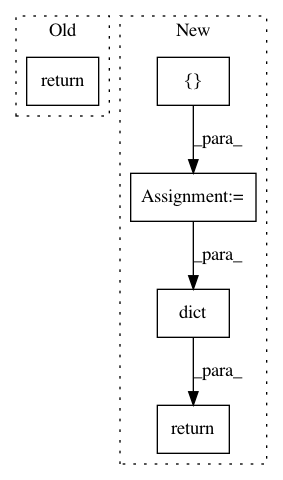 Old
return
New
{}
_para_
Assignment:=
_para_
dict
_para_
return